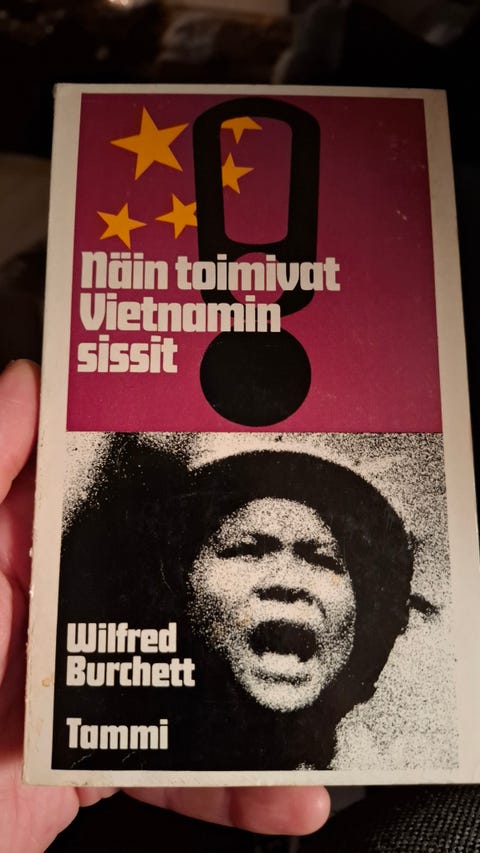 Näin toimivat
Vietnamin
sissit
Wilfred
Burchett
Tammi